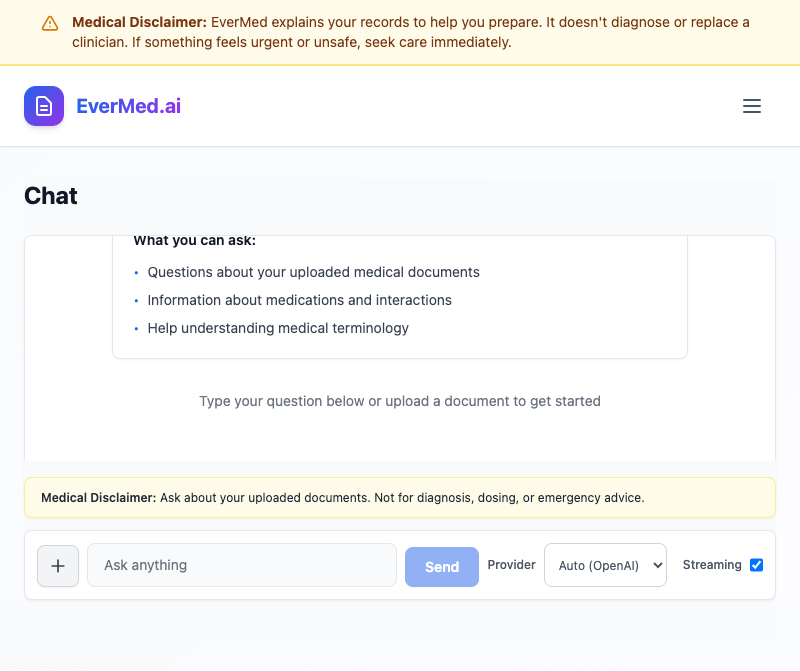 Medical Disclaimer: EverMed explains your records to help you prepare. It doesn't diagnose or replace a
clinician. If something feels urgent or unsafe, seek care immediately.
EverMed.ai
Chat
What you can ask:
• Questions about your uploaded medical documents
• Information about medications and interactions
• Help understanding medical terminology
Type your question below or upload a document to get started
Medical Disclaimer: Ask about your uploaded documents. Not for diagnosis, dosing, or emergency advice.
+ Ask anything Send Provider Auto (OpenAI) Streaming